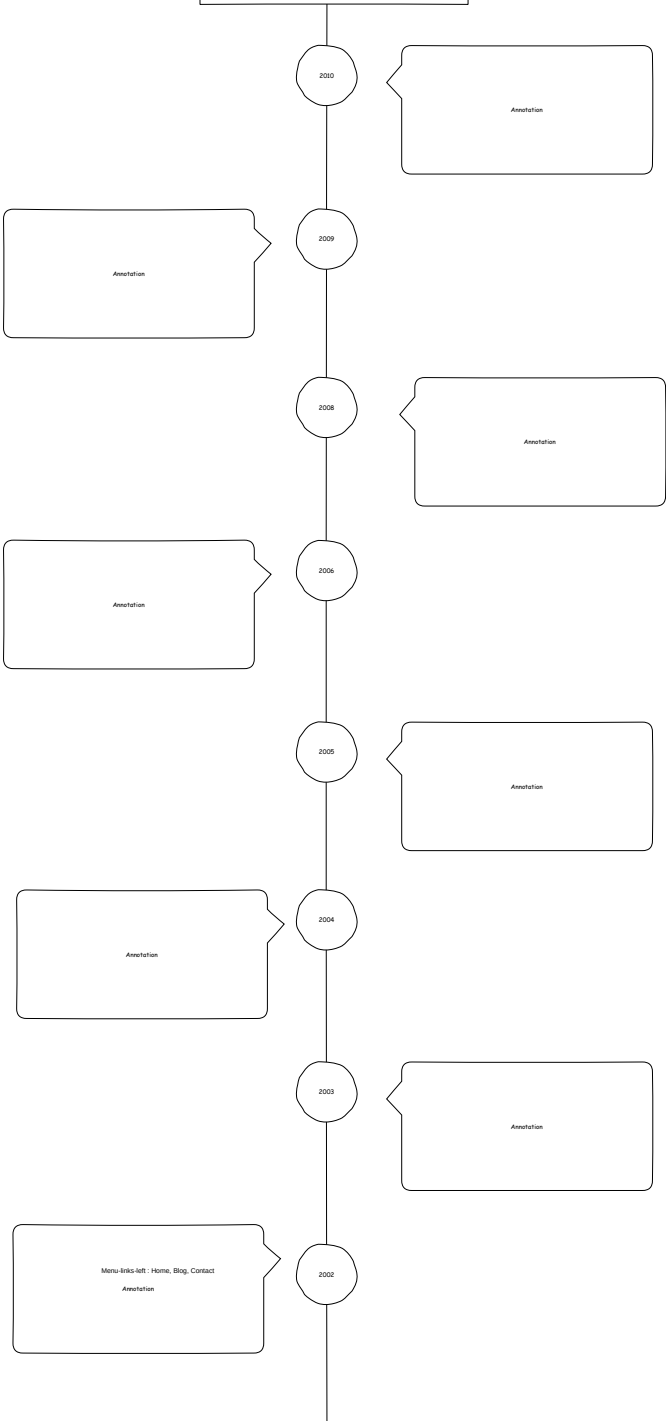 2010
Annotation
2009
Annotation
2008
Annotation
2006
Annotation
2005
Annotation
2004
Annotation
2003
Annotation
Menu-links-left : Home, Blog, Contact
2002
Annotation